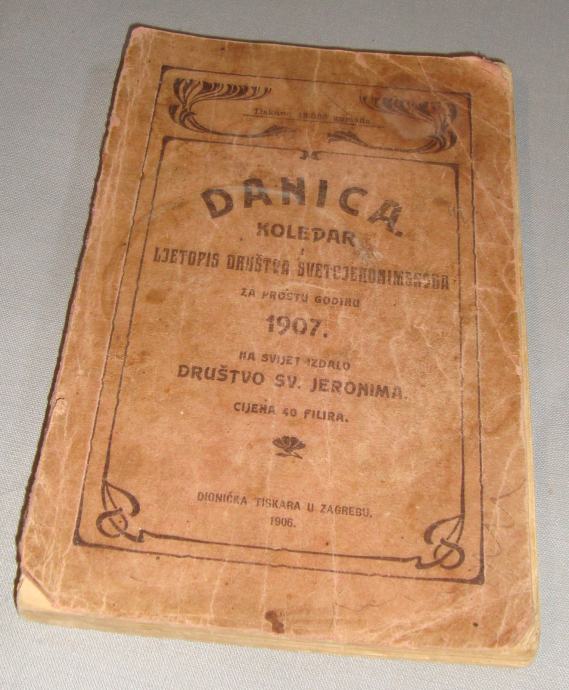 Tiskano
DANICA.
KOLEDAR
I
LJETOPIS DRUŠTVA SVETOJERONIMSKOGA
ZA PROSTU GODINU
1907.
NA SVIJET IZDALO
DRUŠTVO SV. JERONIMA.
CIJENA 40 FILIRA.
DIONIČKA TISKARA U ZAGREBU.
1906.